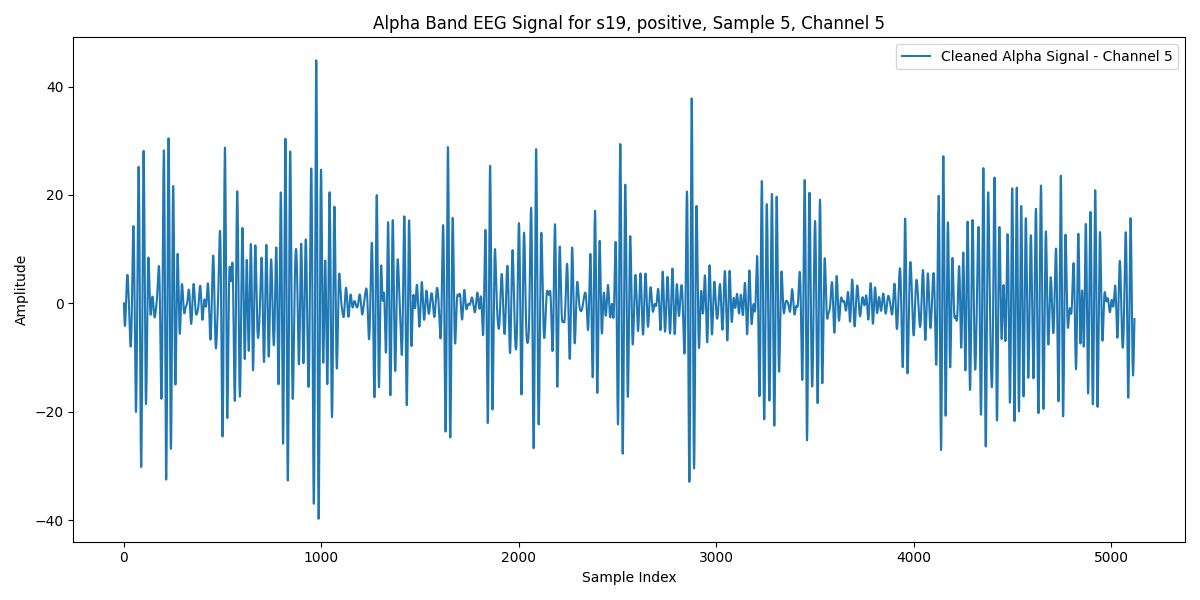 Alpha Band EEG Signal for s19, positive, Sample 5, Channel 5
Cleaned Alpha Signal - Channel 5
Amplitude
40
20
0
−20
−40
0 1000 2000 3000 4000 5000
Sample Index